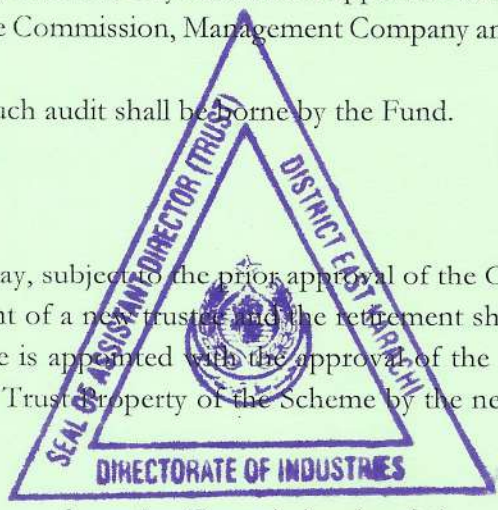 e Commission, Management Company ar
uch audit shall be borne by the Fund.
SEAL OF ASSISTANT DIRECTOR (TRUST)
DISTRICT EAST KARACHI
DIRECTORATE OF INDUSTRIES
ay, subject to the prior approval of the C
nt of a new trustee and the retirement sh
e is appointed with the approval of the
Trust Property of the Scheme by the ne